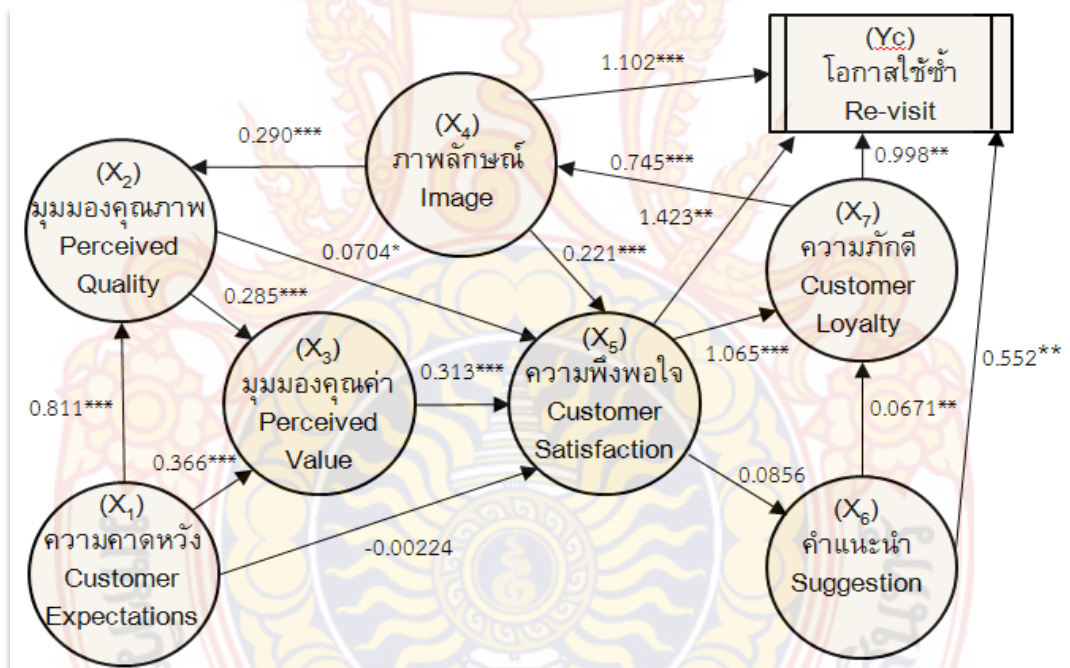 (Yc)
โอกาสใช้ซ้ำ
Re-visit
1.102***
(X₄)
ภาพลักษณ์
Image
0.290***
0.745***
0.998**
(X₂)
มุมมองคุณภาพ
Perceived
Quality
(X₇)
ความภักดี
Customer
Loyalty
1.423**
0.0704*
0.221***
0.285***
(X₃)
มุมมองคุณค่า
Perceived
Value
0.313***
(X₅)
ความพึงพอใจ
Customer
Satisfaction
1.065***
0.552**
0.811***
0.366***
0.0671**
0.0856
(X₁)
ความคาดหวัง
Customer
Expectations
-0.00224
(X₆)
คำแนะนำ
Suggestion